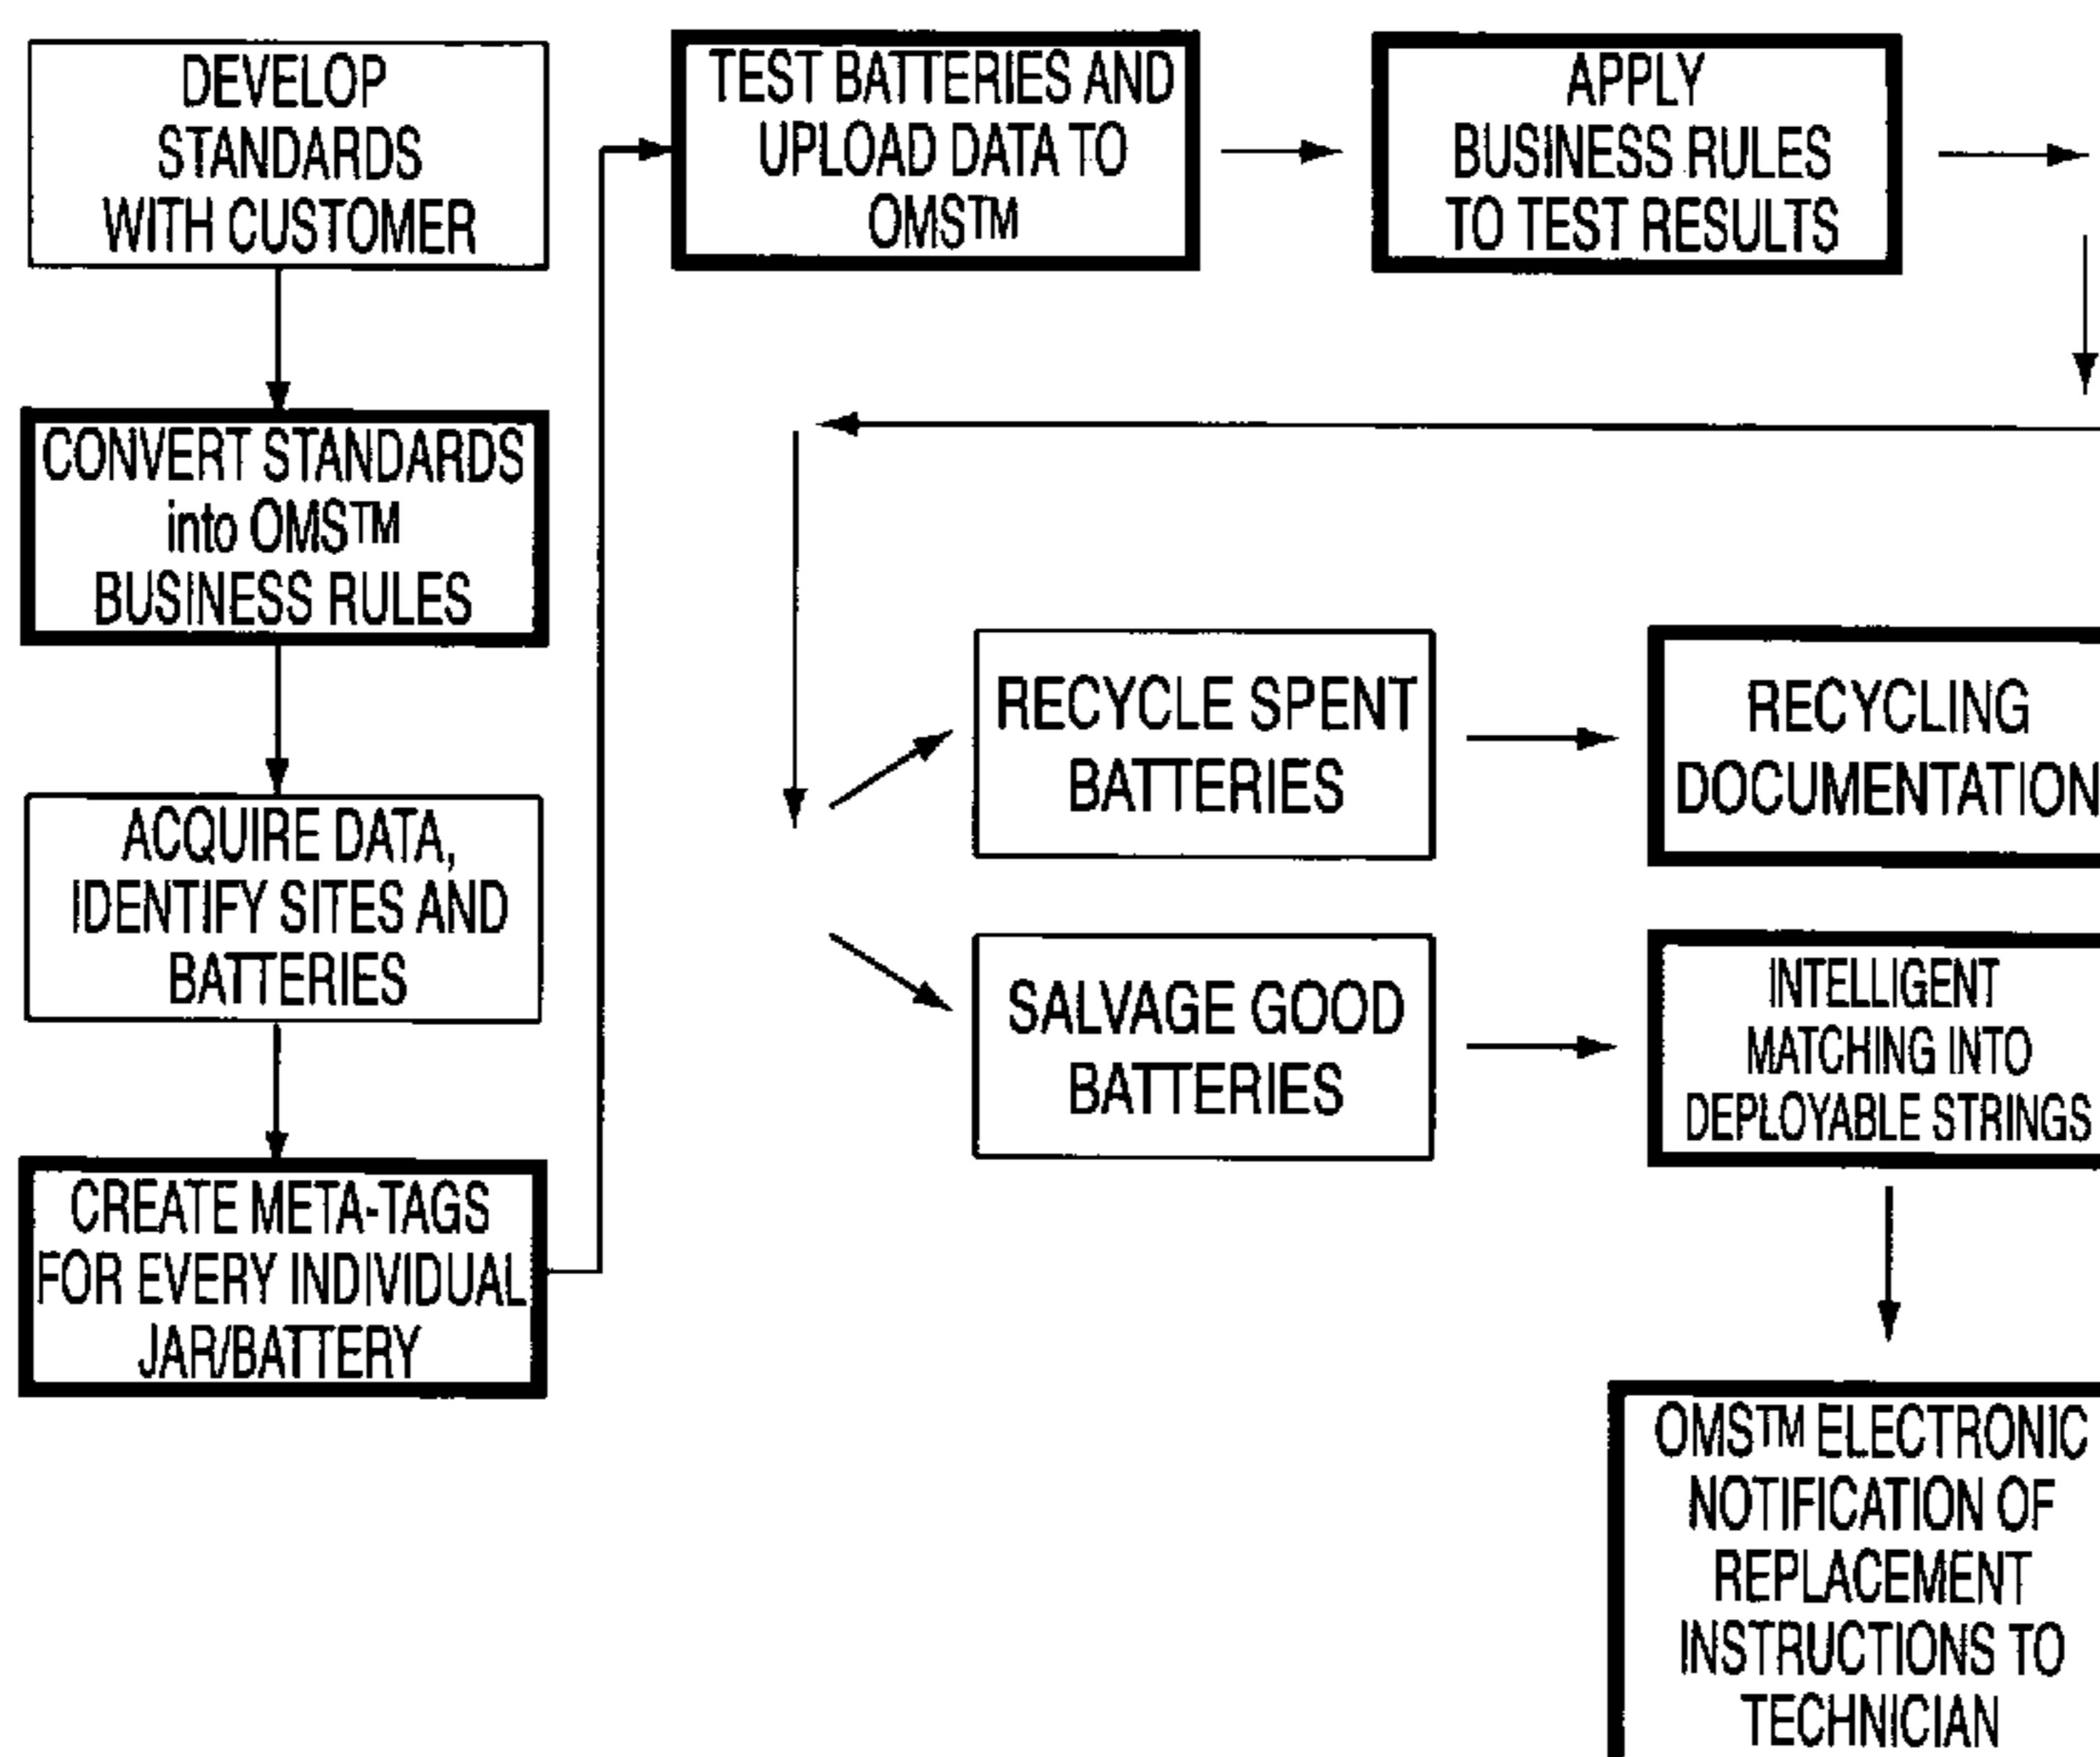 DEVELOP
STANDARDS
WITH CUSTOMER
CONVERT STANDARDS
into OMS™
BUSINESS RULES
ACQUIRE DATA,
IDENTIFY SITES AND
BATTERIES
CREATE META-TAGS
FOR EVERY INDIVIDUAL
JAR/BATTERY
TEST BATTERIES AND
UPLOAD DATA TO
OMS™
APPLY
BUSINESS RULES
TO TEST RESULTS
RECYCLE SPENT
BATTERIES
RECYCLING
DOCUMENTATION
SALVAGE GOOD
BATTERIES
INTELLIGENT
MATCHING INTO
DEPLOYABLE STRINGS
OMS™ ELECTRONIC
NOTIFICATION OF
REPLACEMENT
INSTRUCTIONS TO
TECHNICIAN